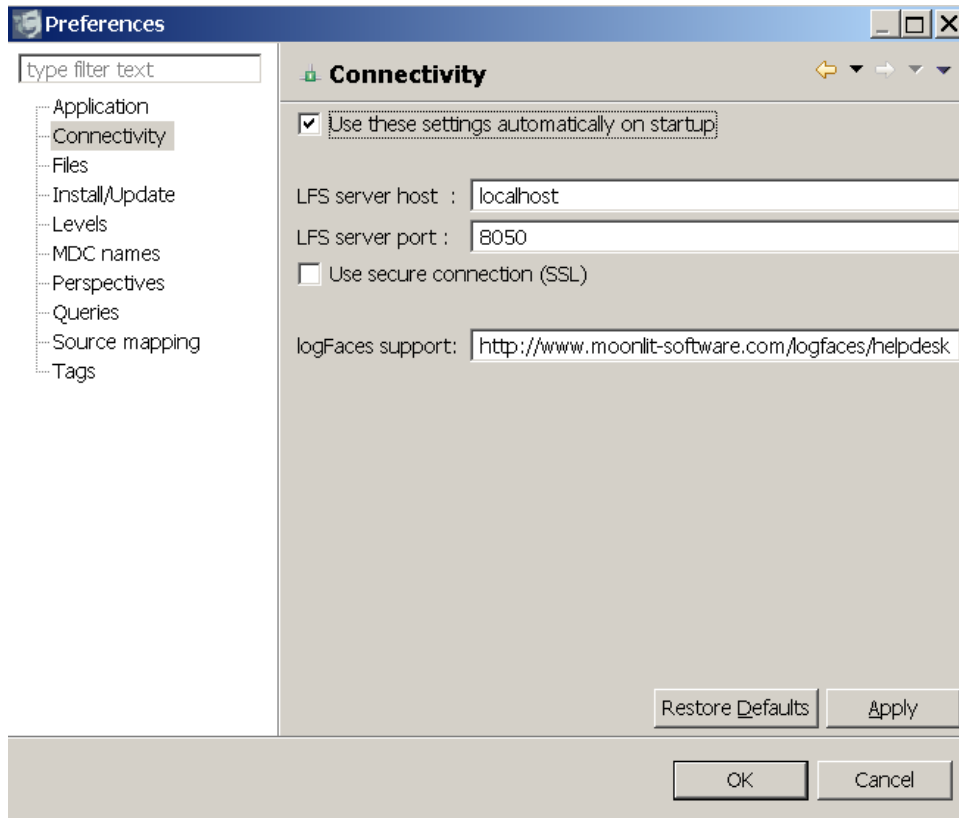 Preferences
type filter text
Application
Connectivity
Files
Install/Update
Levels
MDC names
Perspectives
Queries
Source mapping
Tags
Connectivity
Use these settings automatically on startup
LFS server host : localhost
LFS server port : 8050
Use secure connection (SSL)
logFaces support: http://www.moonlit-software.com/logfaces/helpdesk
Restore Defaults Apply
OK Cancel